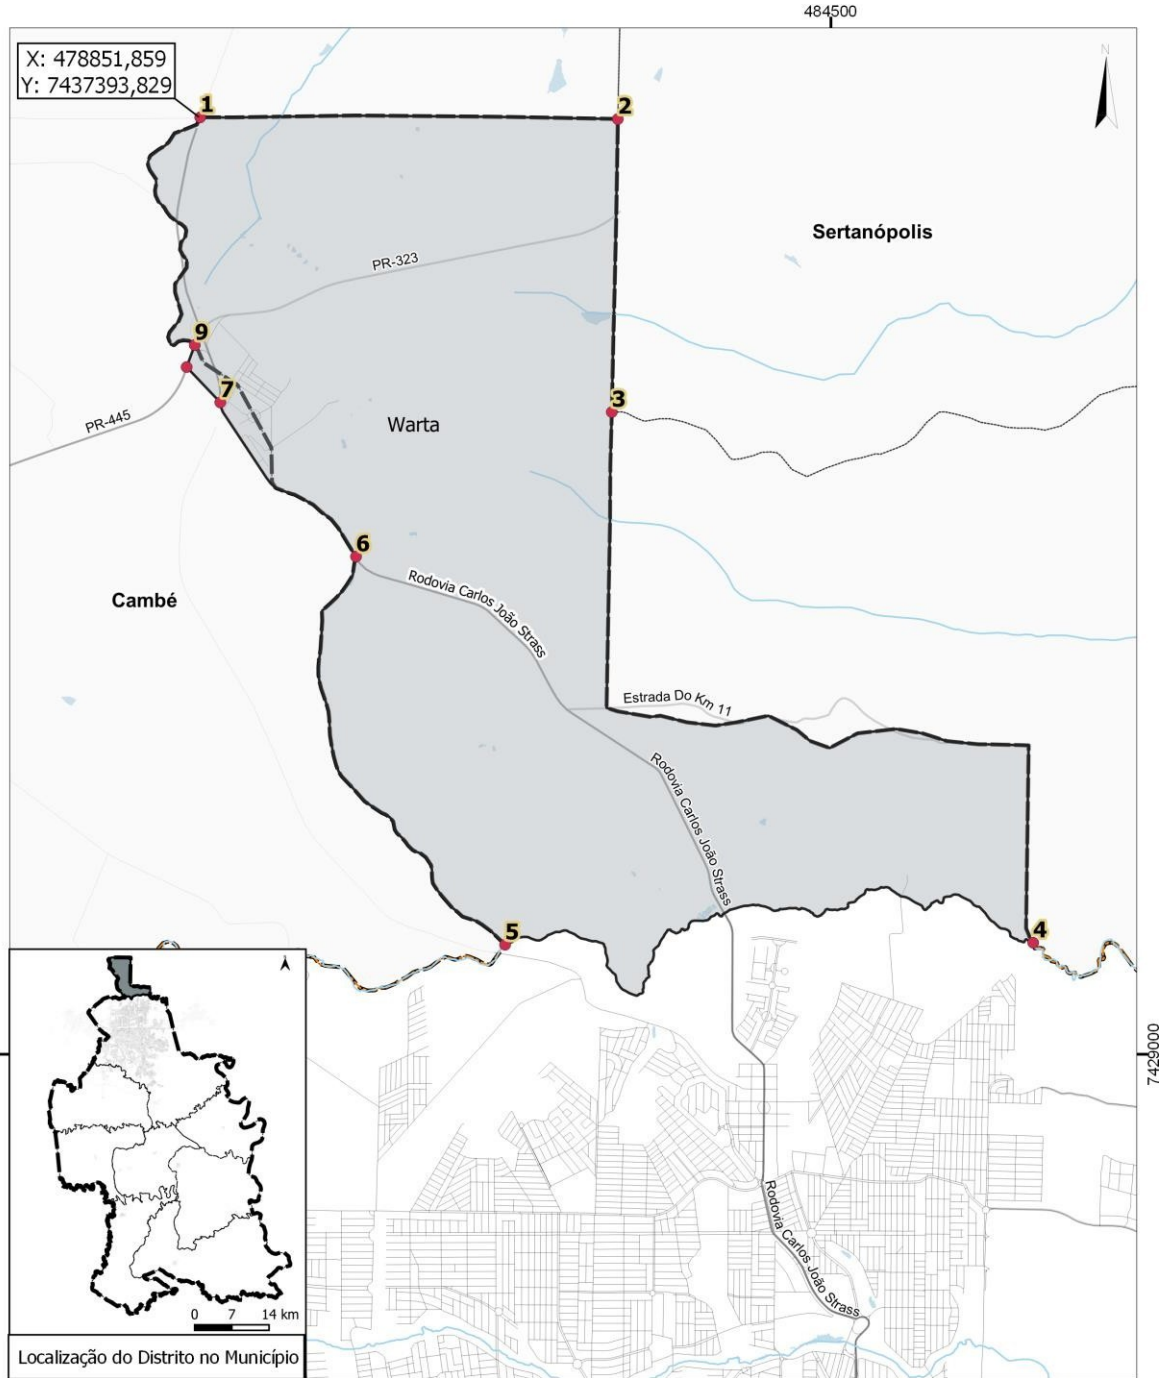 484500
X: 478851,859
Y: 7437393,829
N
1
2
Sertanópolis
PR-323
9
7
3
PR-445
Warta
6
Cambé
Rodovia Carlos João Strass
Estrada Do Km 11
Rodovia Carlos João Strass
5
4
7429000
Rodovia Carlos João Strass
0 7 14 km
Localização do Distrito no Município